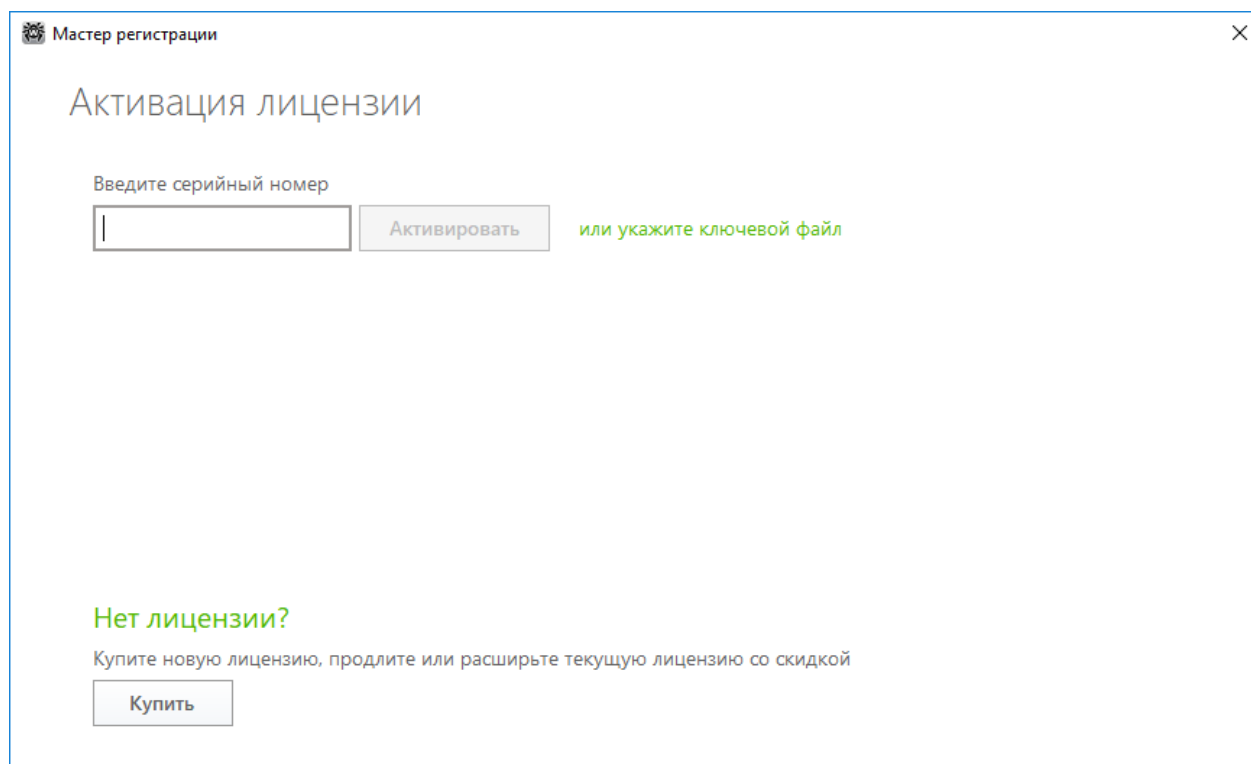 Мастер регистрации
Активация лицензии
Введите серийный номер
Активировать
или укажите ключевой файл
Нет лицензии?
Купите новую лицензию, продлите или расширьте текущую лицензию со скидкой
Купить